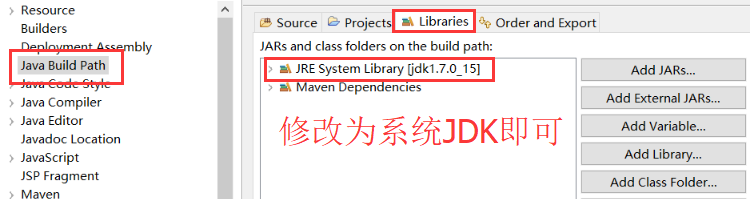 Resource
Builders
Deployment Assembly
Java Build Path
Java Code Style
Java Compiler
Java Editor
Javadoc Location
JavaScript
JSP Fragment
Maven
Source
Projects
Libraries
Order and Export
JARs and class folders on the build path:
JRE System Library [jdk1.7.0_15]
Maven Dependencies
修改为系统JDK即可
Add JARs...
Add External JARs...
Add Variable...
Add Library...
Add Class Folder...